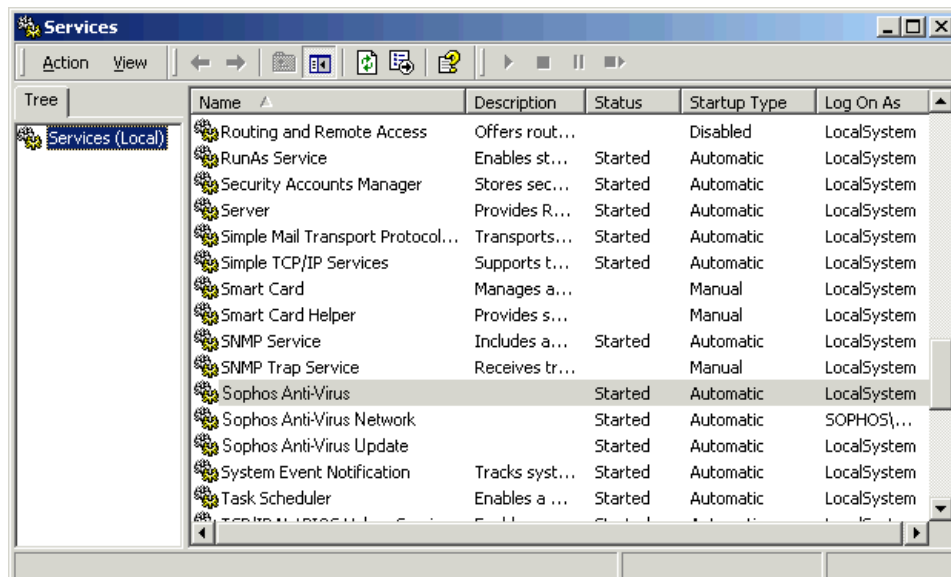 Services
Action View
Tree
Name Description Status Startup Type Log On As
Services (Local)
Routing and Remote Access Offers rout... Disabled LocalSystem
RunAs Service Enables st... Started Automatic LocalSystem
Security Accounts Manager Stores sec... Started Automatic LocalSystem
Server Provides R... Started Automatic LocalSystem
Simple Mail Transport Protocol... Transports... Started Automatic LocalSystem
Simple TCP/IP Services Supports t... Started Automatic LocalSystem
Smart Card Manages a... Manual LocalSystem
Smart Card Helper Provides s... Manual LocalSystem
SNMP Service Includes a... Started Automatic LocalSystem
SNMP Trap Service Receives tr... Manual LocalSystem
Sophos Anti-Virus Started Automatic LocalSystem
Sophos Anti-Virus Network Started Automatic SOPHOS\...
Sophos Anti-Virus Update Started Automatic LocalSystem
System Event Notification Tracks syst... Started Automatic LocalSystem
Task Scheduler Enables a ... Started Automatic LocalSystem